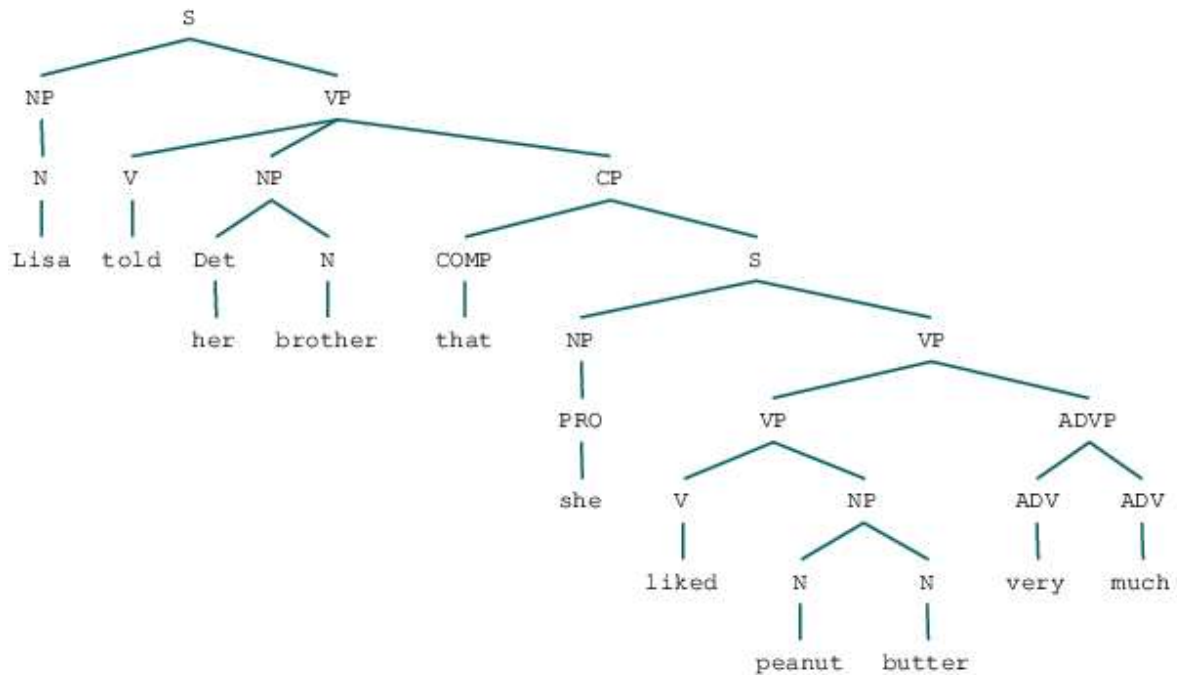 S
NP VP
N V NP CP
Lisa told Det N COMP S
her brother that NP VP
PRO VP ADVP
she V NP ADV ADV
liked N N very much
peanut butter